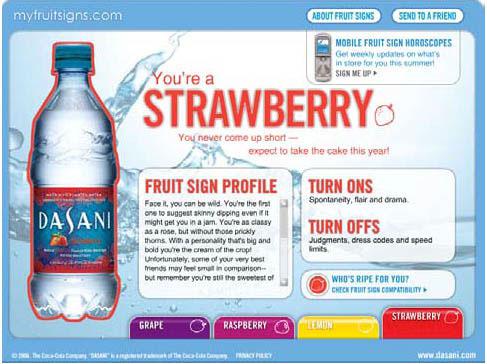 myfruitsigns.com
ABOUT FRUIT SIGNS
SEND TO A FRIEND
MOBILE FRUIT SIGN HOROSCOPES
Get weekly updates on what's
in store for you this summer!
SIGN ME UP
You're a
STRAWBERRY
You never come up short —
expect to take the cake this year!
DASANI
FRUIT SIGN PROFILE
Face it, you can be wild. You're the first
one to suggest skinny dipping even if it
might get you in a jam. You're as classy
as a rose, but without those prickly
thorns. With a personality that's big and
bold you're the cream of the crop!
Unfortunately, some of your very best
friends may feel small in comparison--
but remember you're still the sweetest of
TURN ONS
Spontaneity, flair and drama.
TURN OFFS
Judgments, dress codes and speed
limits.
WHO'S RIPE FOR YOU?
CHECK FRUIT SIGN COMPATIBILITY
GRAPE
RASPBERRY
LEMON
STRAWBERRY
© 2006. The Coca-Cola Company. "DASANI" is a registered trademark of The Coca-Cola Company. PRIVACY POLICY
www.dasani.com